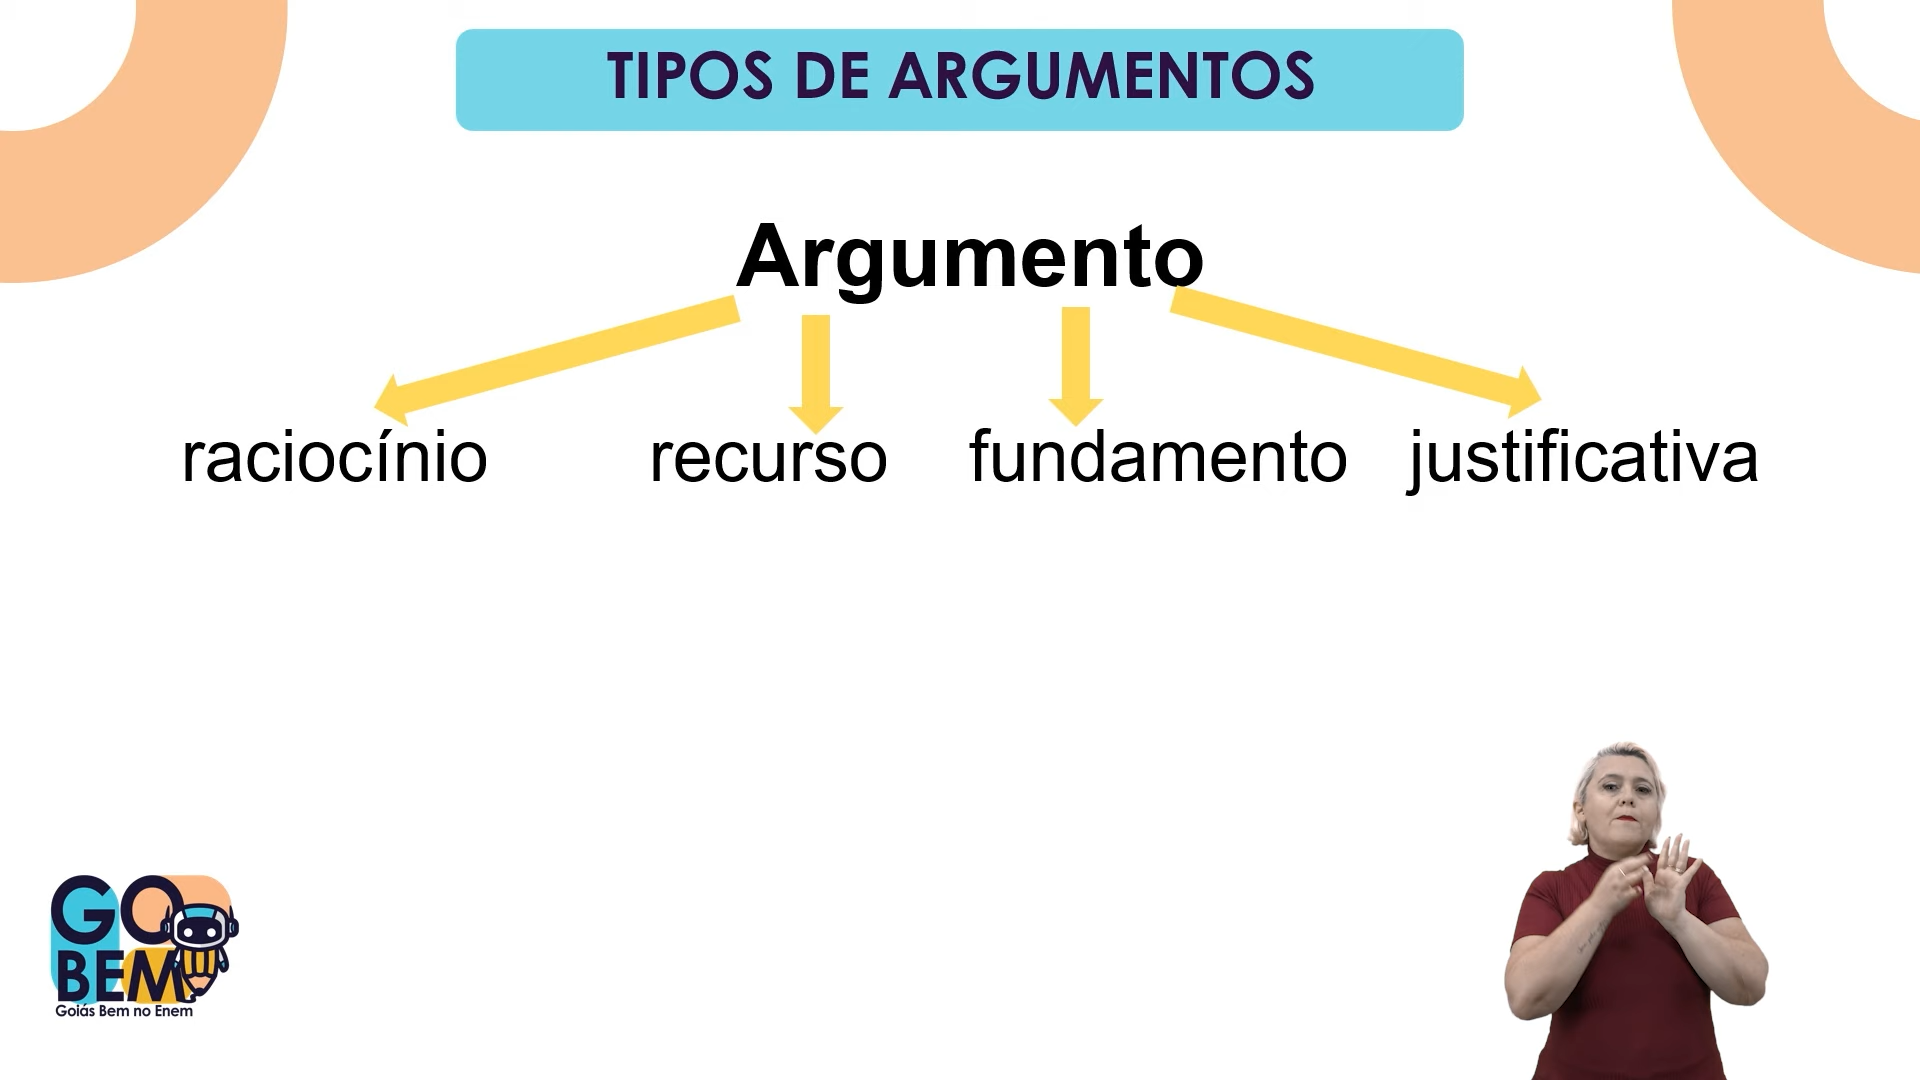 TIPOS DE ARGUMENTOS
Argumento
raciocínio recurso fundamento justificativa
GO
BEM
Goiás Bem no Enem